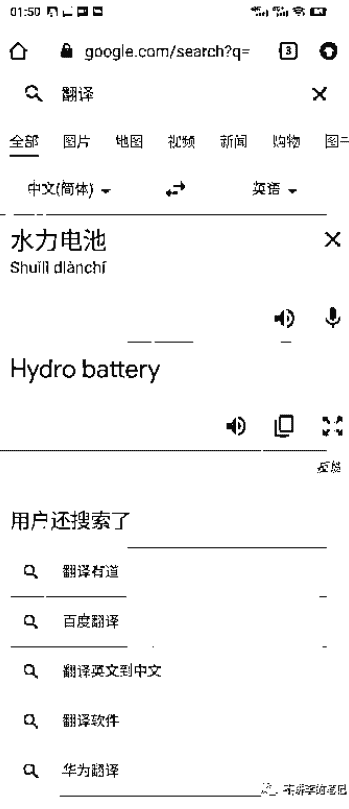 01:50
google.com/search?q=
3
翻译
全部 图片 地图 视频 新闻 购物
中文(简体) 英语
水力电池
Shuǐlì diànchí
Hydro battery
反馈
用户还搜索了
翻译有道
百度翻译
翻译英文到中文
翻译软件
华为翻译